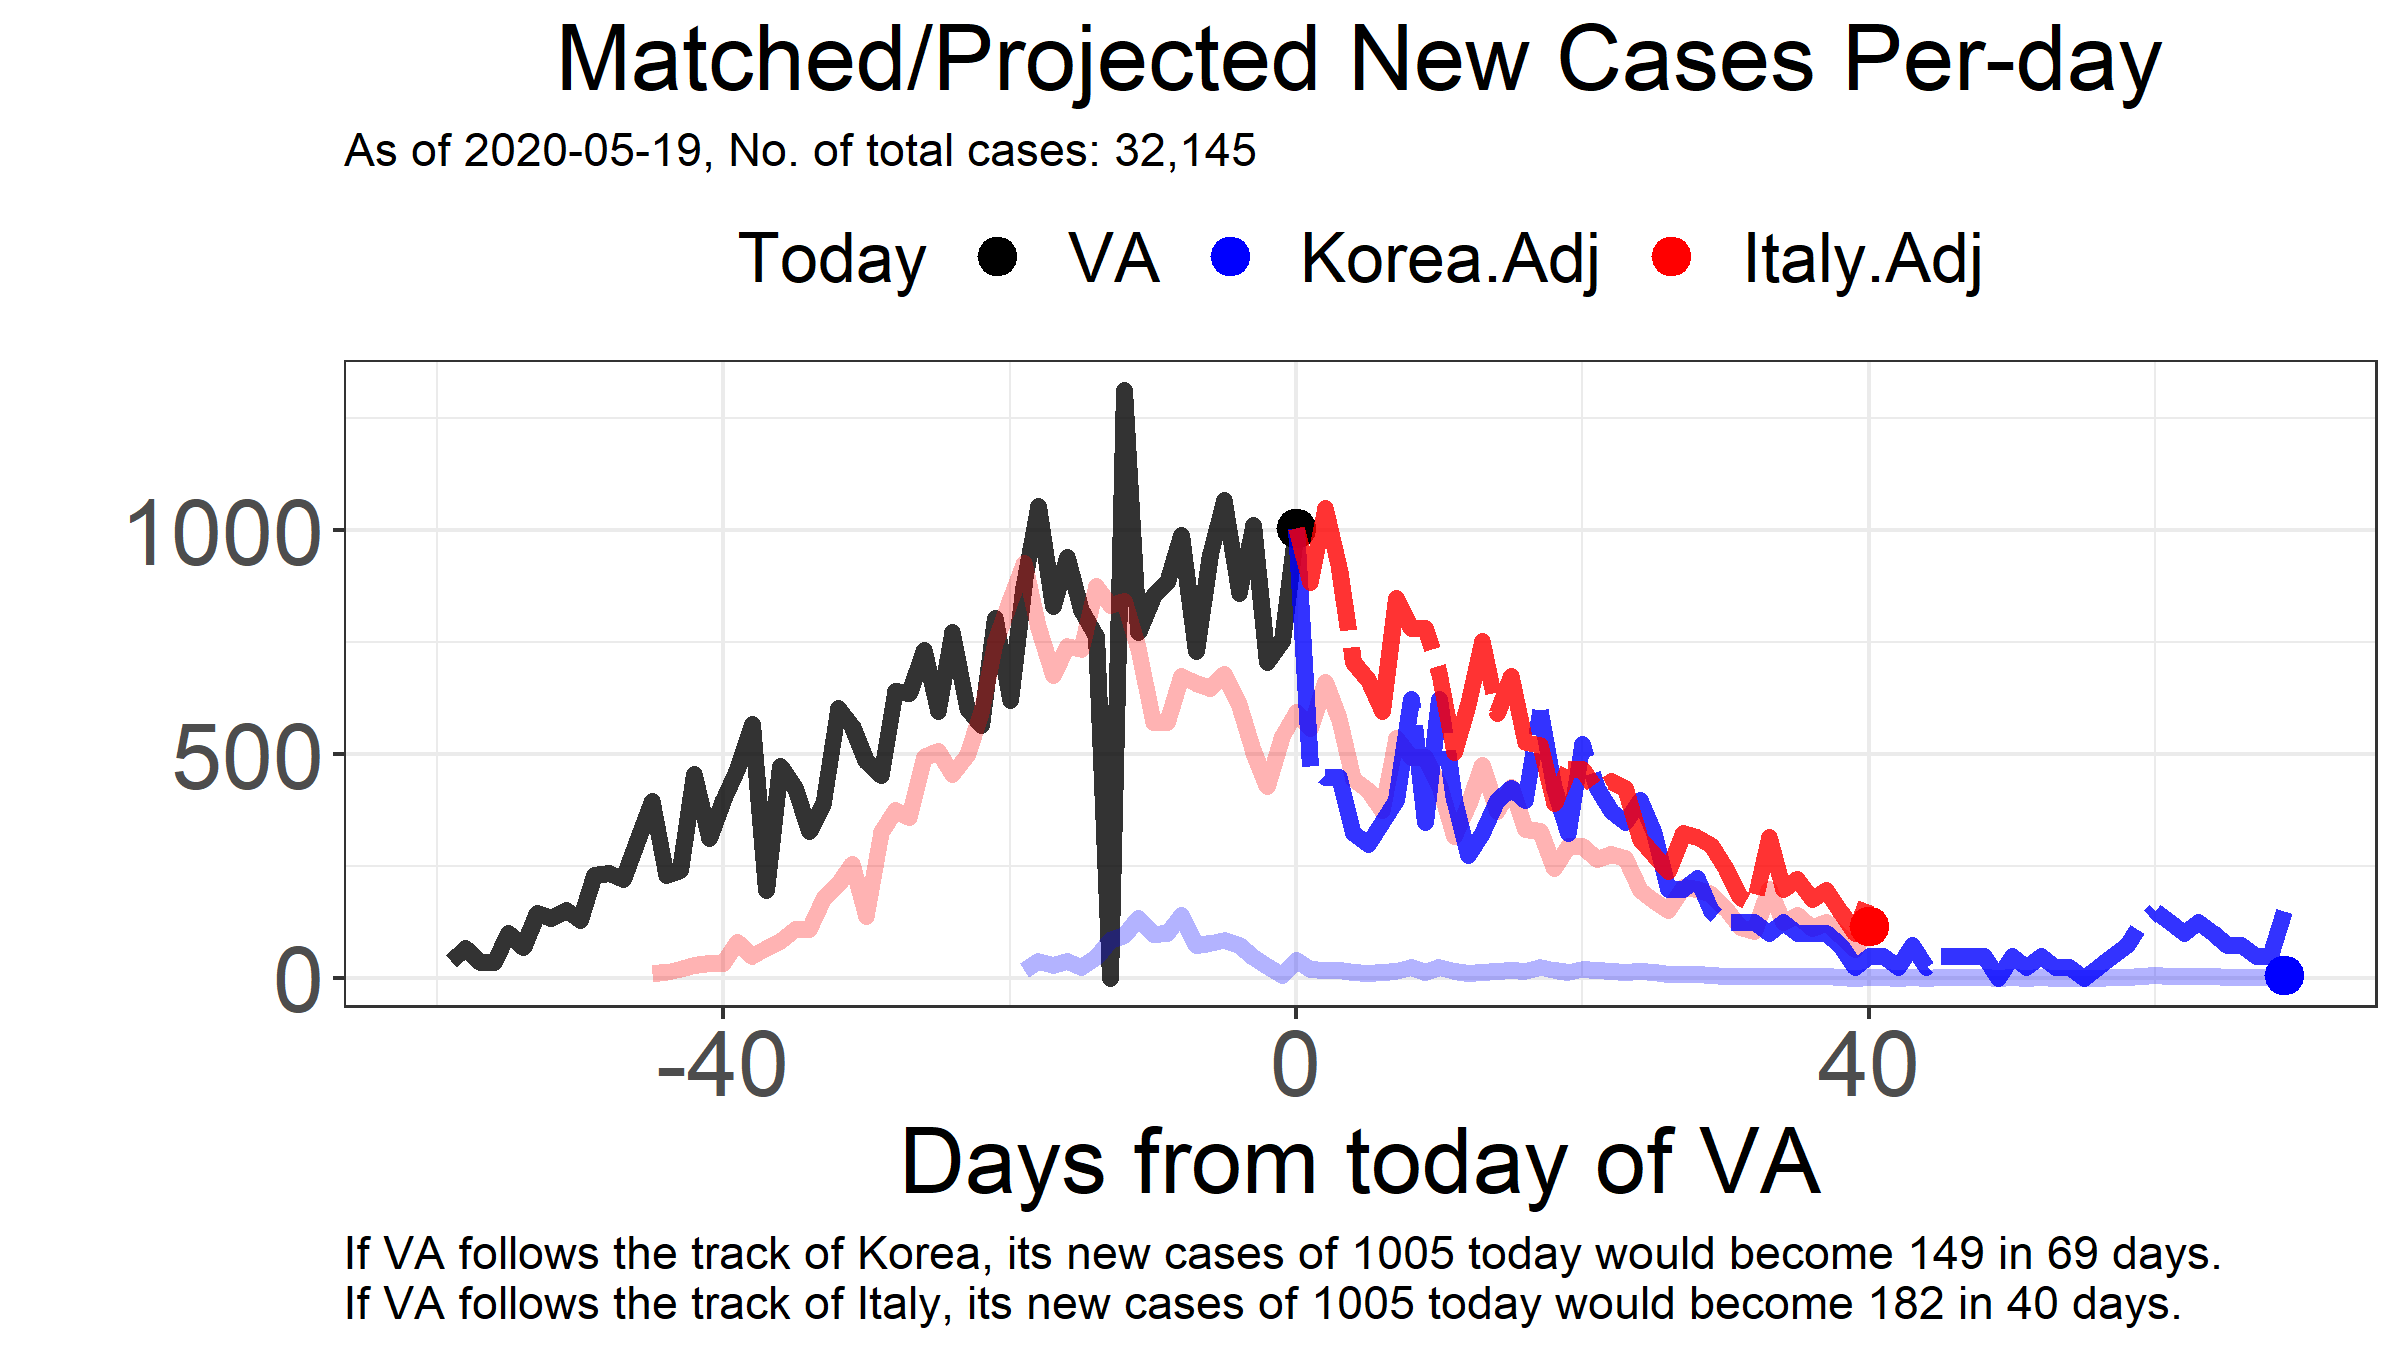 Matched/Projected New Cases Per-day
As of 2020-05-19, No. of total cases: 32,145
Today VA Korea.Adj Italy.Adj
1000
500
0
-40 0 40
Days from today of VA
If VA follows the track of Korea, its new cases of 1005 today would become 149 in 69 days.
If VA follows the track of Italy, its new cases of 1005 today would become 182 in 40 days.